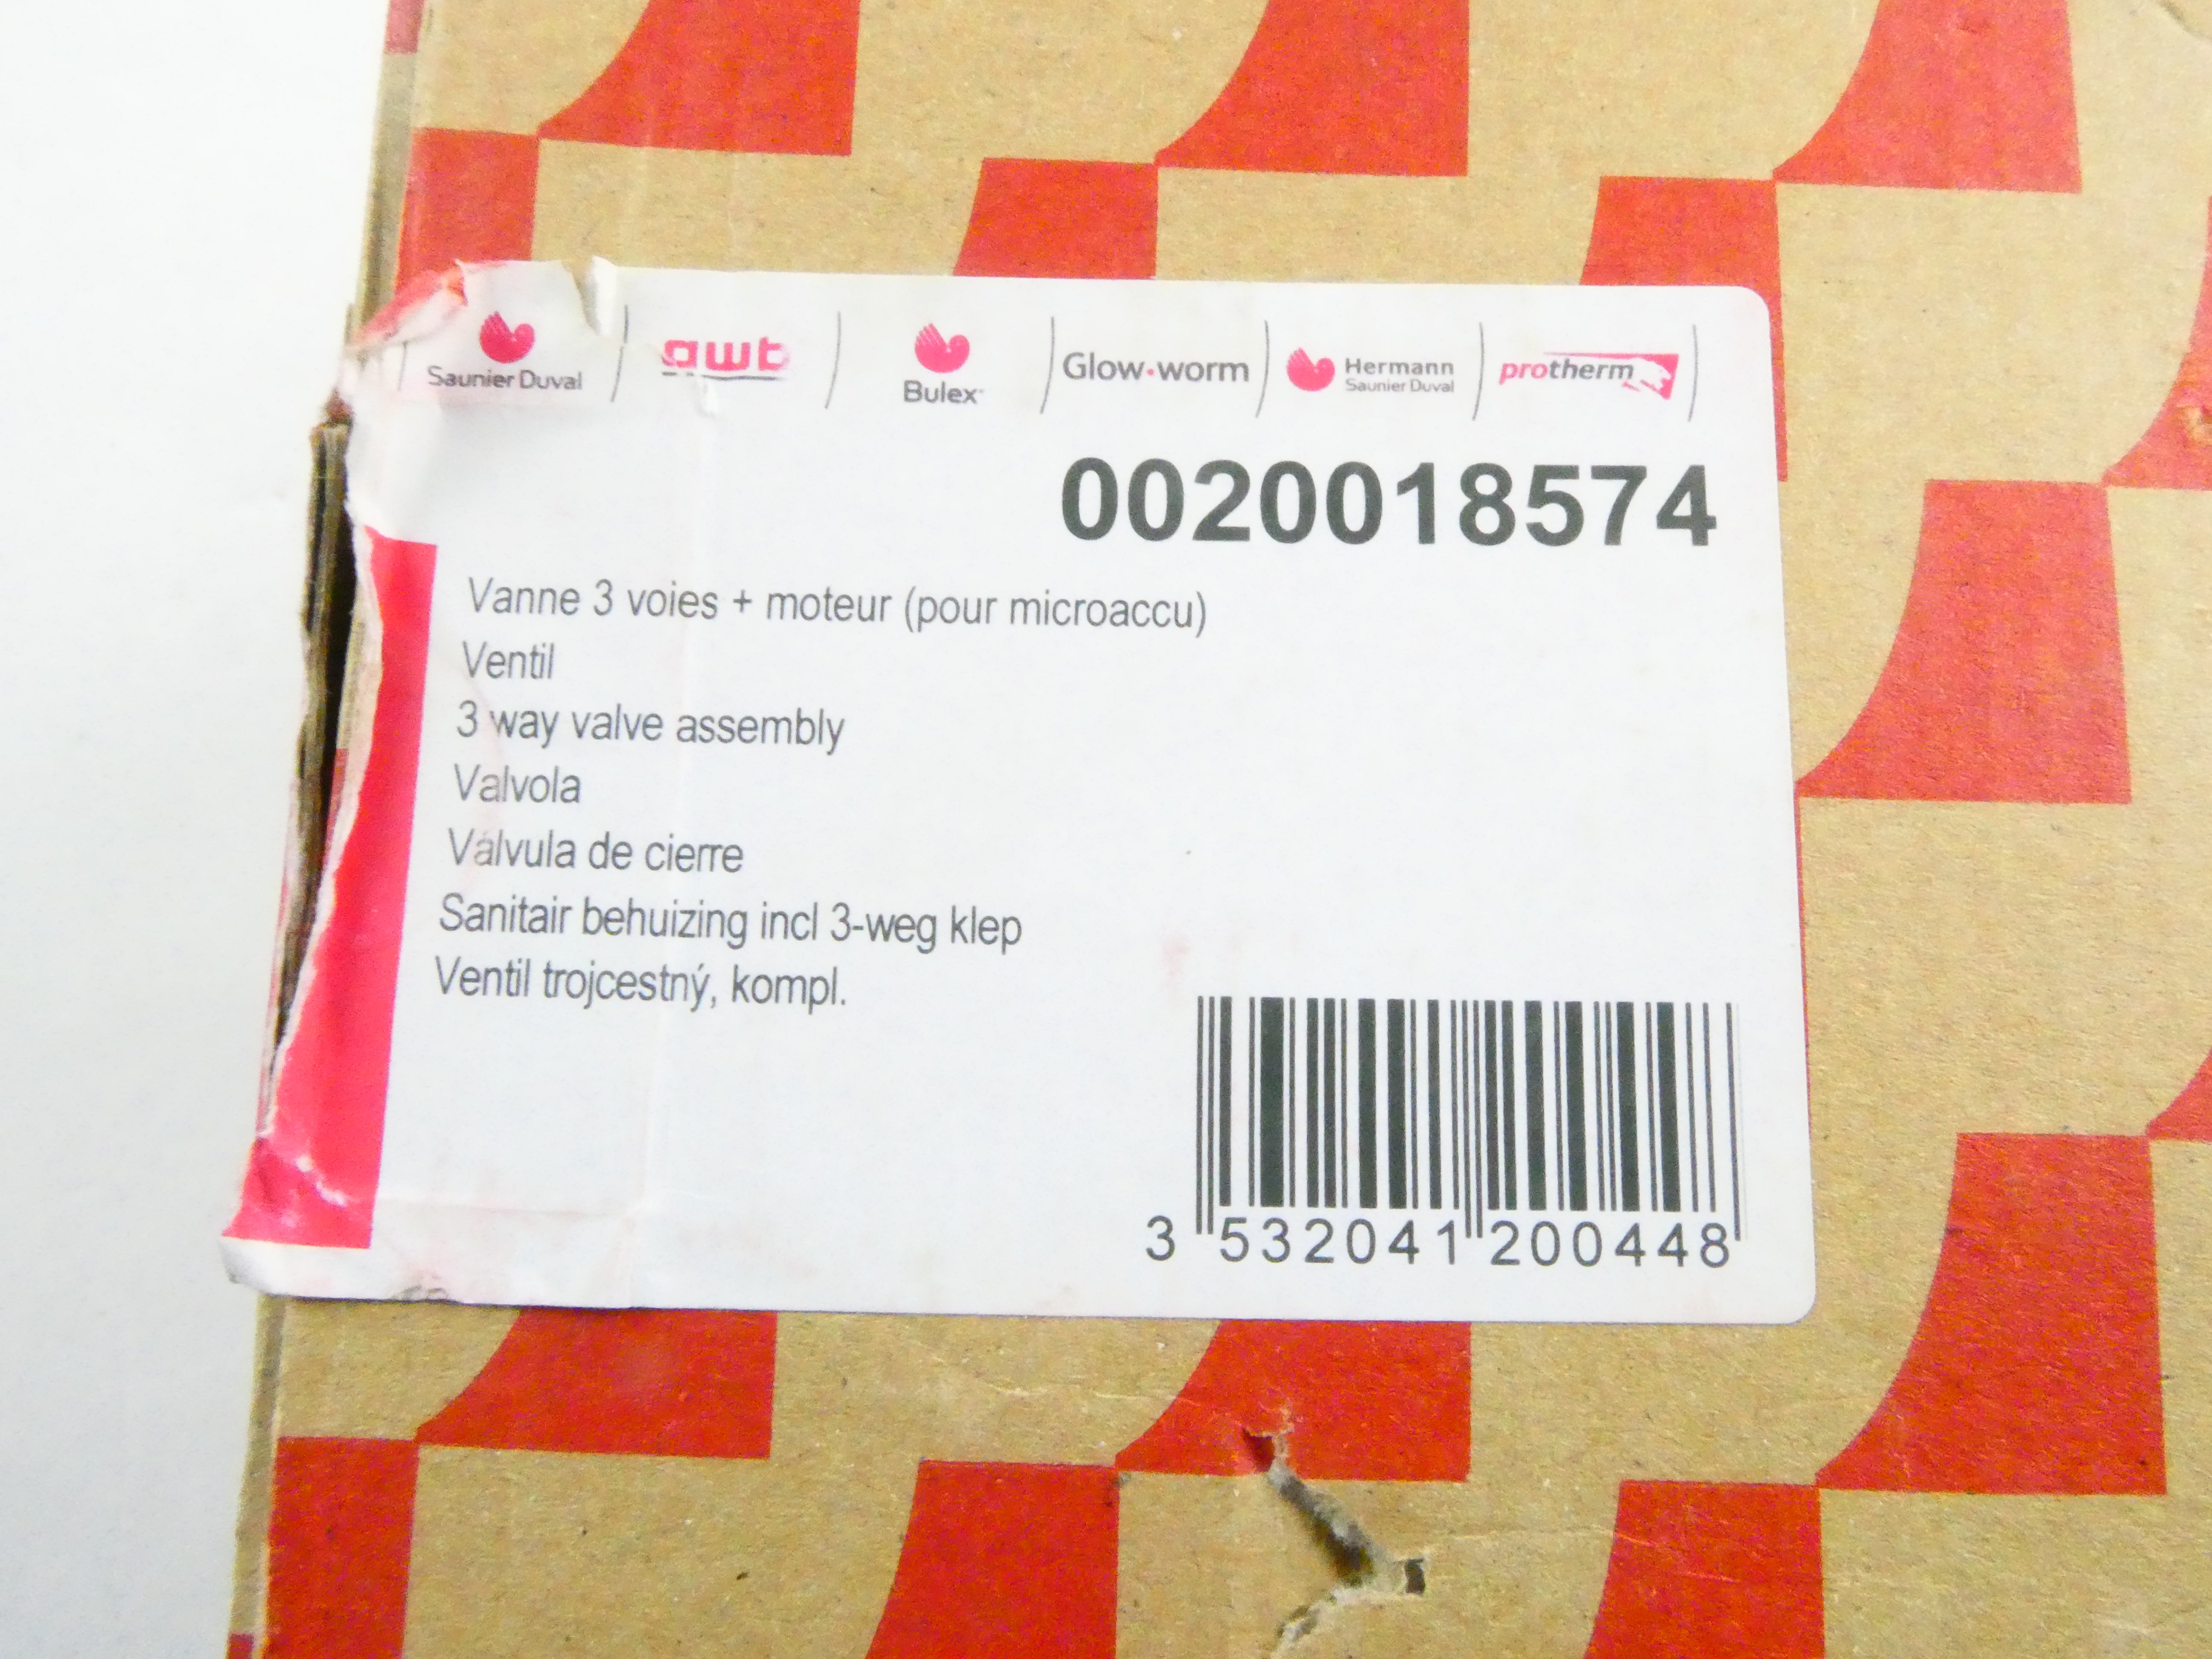 Saunier Duval awb Bulex Glow•worm Hermann Saunier Duval protherm
0020018574
Vanne 3 voies + moteur (pour microaccu)
Ventil
3 way valve assembly
Valvola
Válvula de cierre
Sanitair behuizing incl 3-weg klep
Ventil trojcestný, kompl.
3 532041 200448